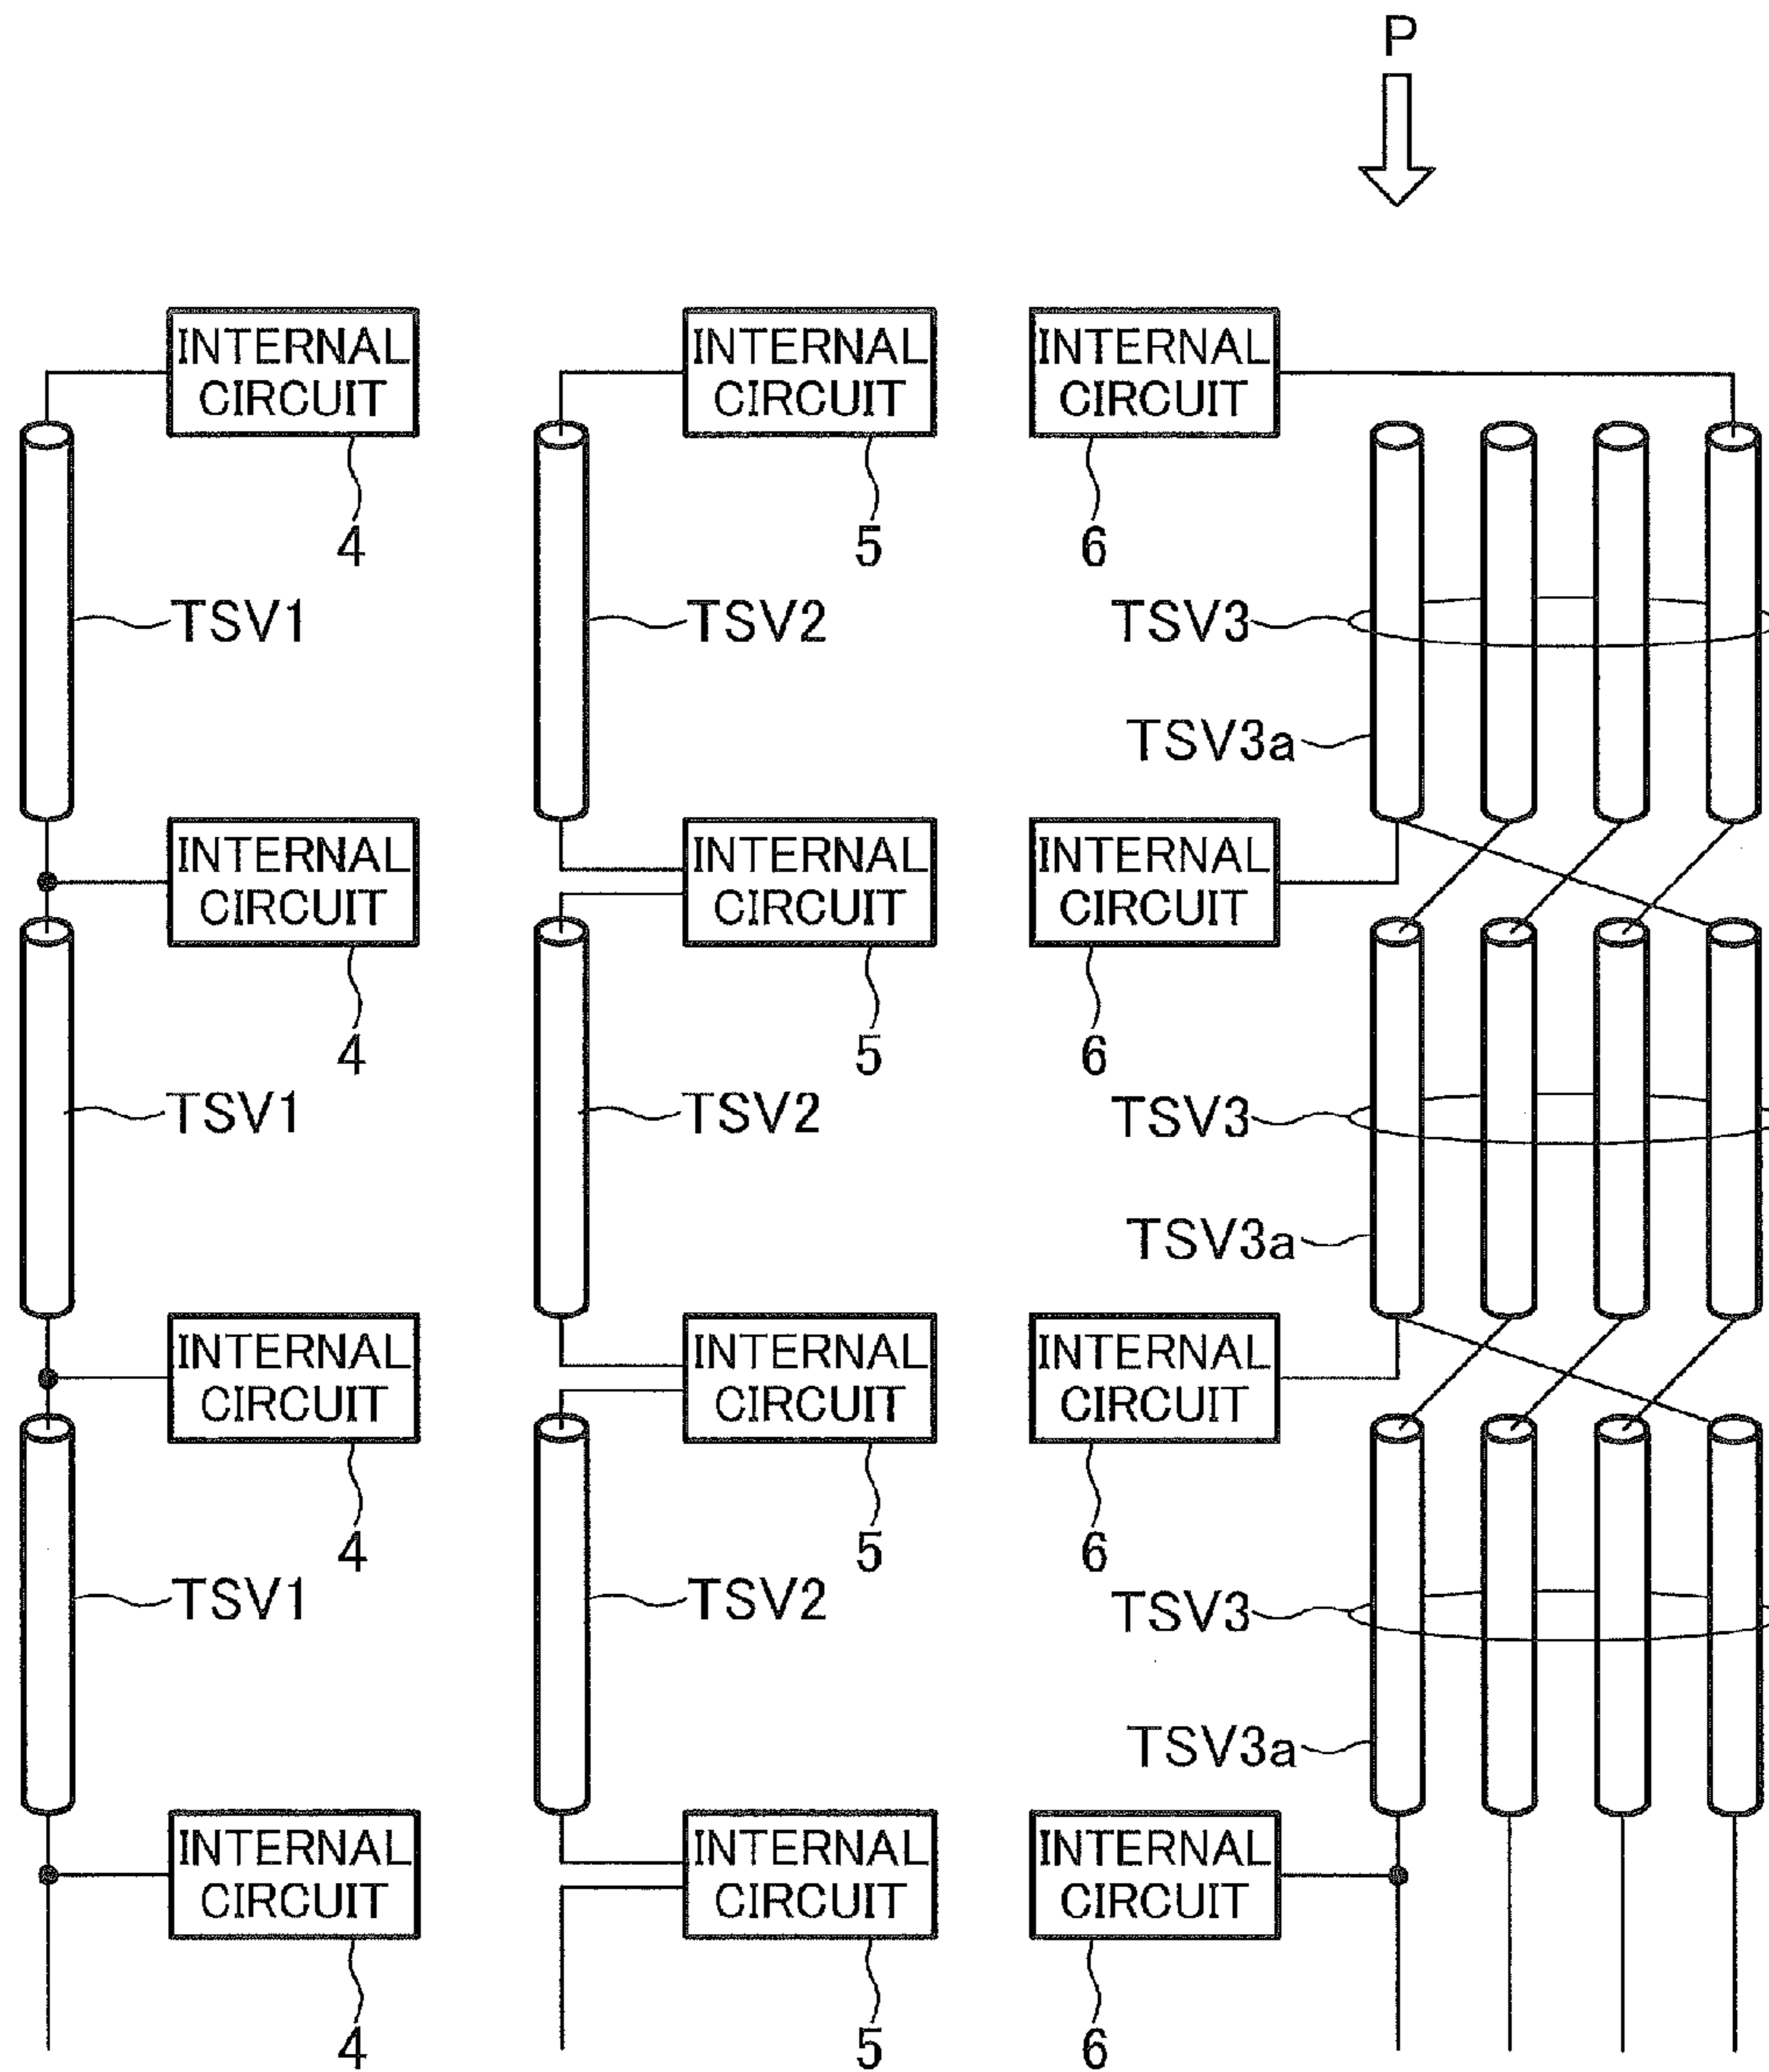 P
INTERNAL CIRCUIT
INTERNAL CIRCUIT
INTERNAL CIRCUIT
4
5
6
TSV1
TSV2
TSV3
TSV3a
INTERNAL CIRCUIT
INTERNAL CIRCUIT
INTERNAL CIRCUIT
4
5
6
TSV1
TSV2
TSV3
TSV3a
INTERNAL CIRCUIT
INTERNAL CIRCUIT
INTERNAL CIRCUIT
4
5
6
TSV1
TSV2
TSV3
TSV3a
INTERNAL CIRCUIT
INTERNAL CIRCUIT
INTERNAL CIRCUIT
4
5
6